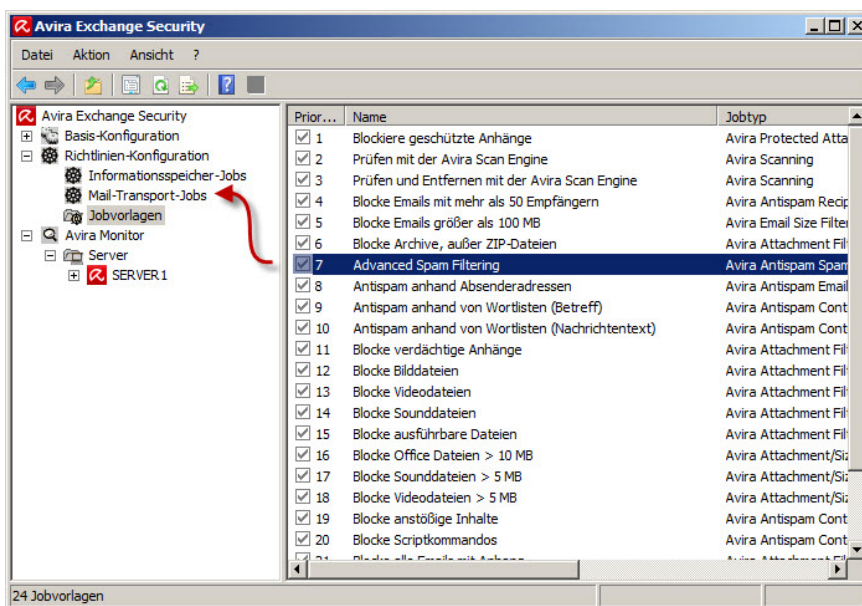 Avira Exchange Security
Datei Aktion Ansicht ?
Avira Exchange Security
Basis-Konfiguration
Richtlinien-Konfiguration
Informationsspeicher-Jobs
Mail-Transport-Jobs
Jobvorlagen
Avira Monitor
Server
SERVER1
Prior... Name Jobtyp
1 Blockiere geschützte Anhänge Avira Protected Atta
2 Prüfen mit der Avira Scan Engine Avira Scanning
3 Prüfen und Entfernen mit der Avira Scan Engine Avira Scanning
4 Blocke Emails mit mehr als 50 Empfängern Avira Antispam Recip
5 Blocke Emails größer als 100 MB Avira Email Size Filter
6 Blocke Archive, außer ZIP-Dateien Avira Attachment Fil
7 Advanced Spam Filtering Avira Antispam Spam
8 Antispam anhand Absenderadressen Avira Antispam Email
9 Antispam anhand von Wortlisten (Betreff) Avira Antispam Cont
10 Antispam anhand von Wortlisten (Nachrichtentext) Avira Antispam Cont
11 Blocke verdächtige Anhänge Avira Attachment Fil
12 Blocke Bilddateien Avira Attachment Fil
13 Blocke Videodateien Avira Attachment Fil
14 Blocke Sounddateien Avira Attachment Fil
15 Blocke ausführbare Dateien Avira Attachment Fil
16 Blocke Office Dateien > 10 MB Avira Attachment/Siz
17 Blocke Sounddateien > 5 MB Avira Attachment/Siz
18 Blocke Videodateien > 5 MB Avira Attachment/Siz
19 Blocke anstößige Inhalte Avira Antispam Cont
20 Blocke Scriptkommandos Avira Antispam Cont
24 Jobvorlagen